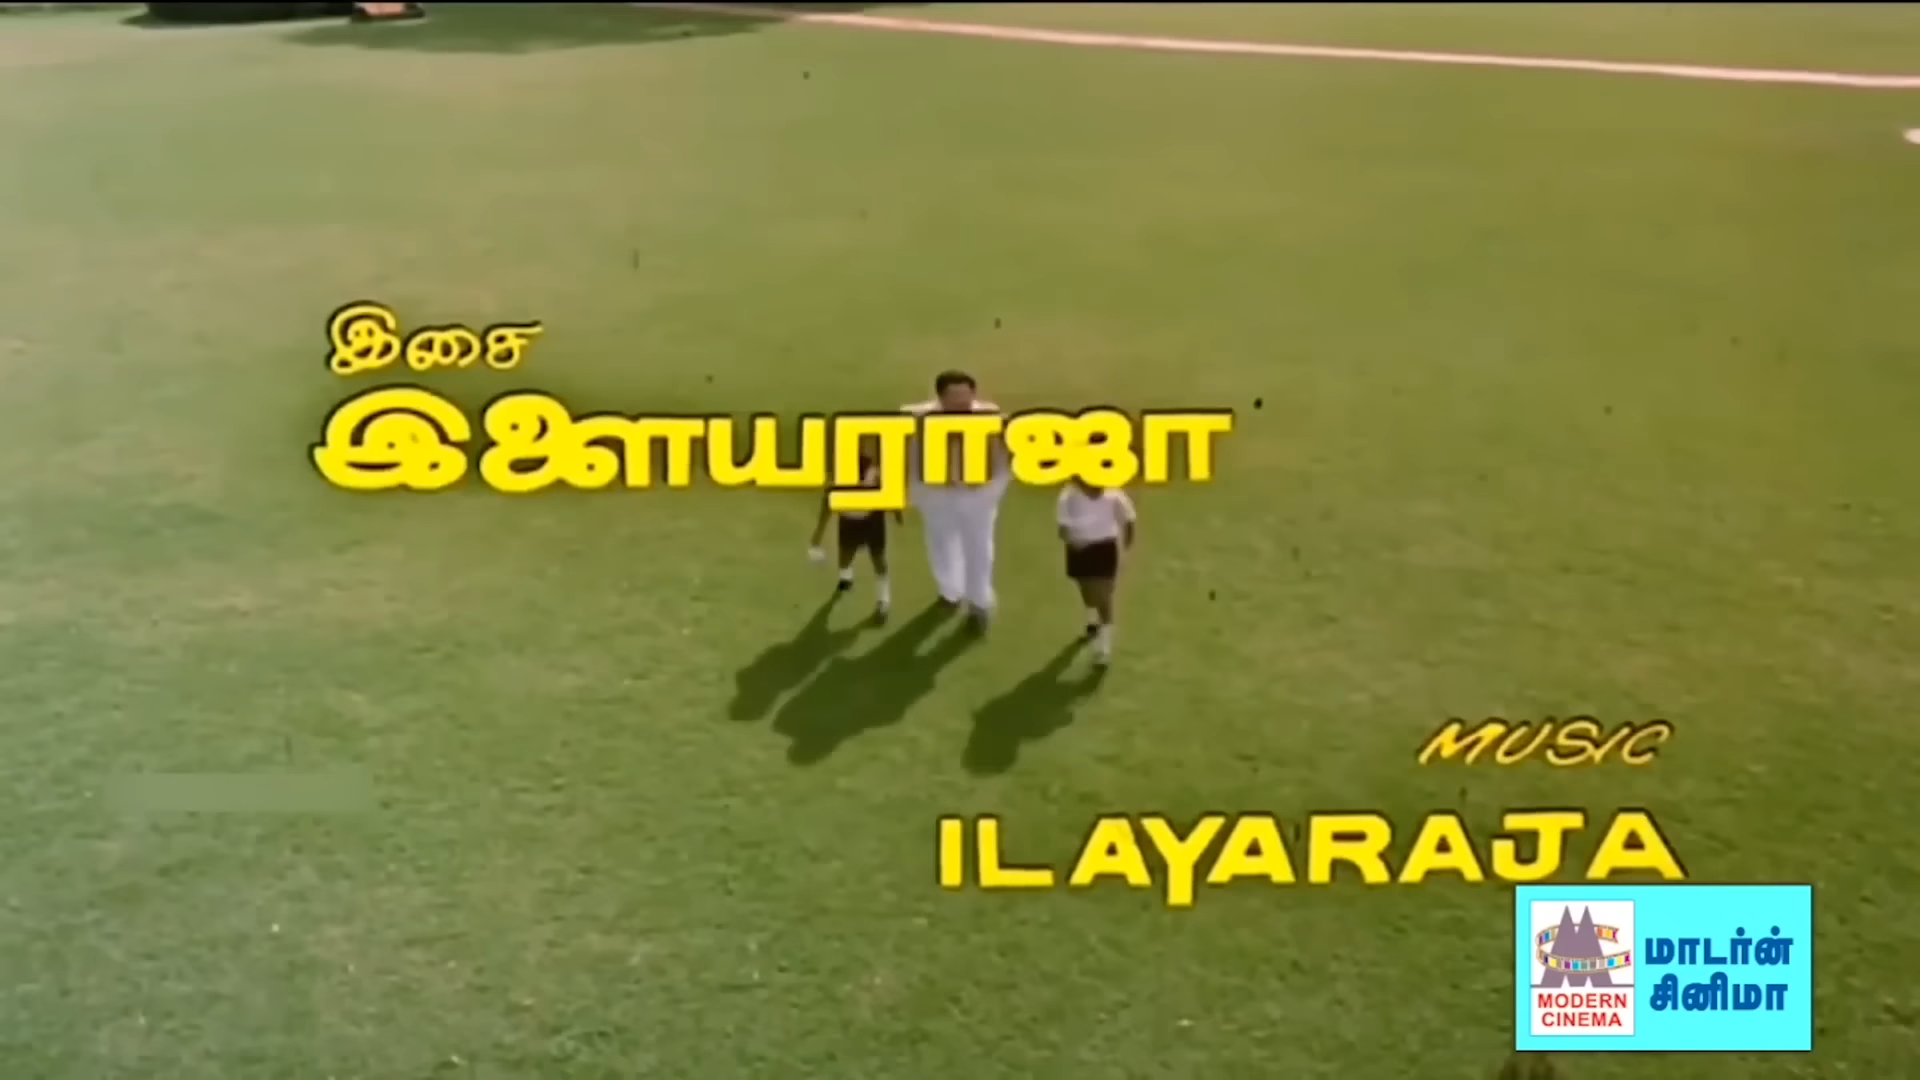 இசை
இளையராஜா
MUSIC
ILAYARAJA
மாடர்ன்
சினிமா
MODERN
CINEMA